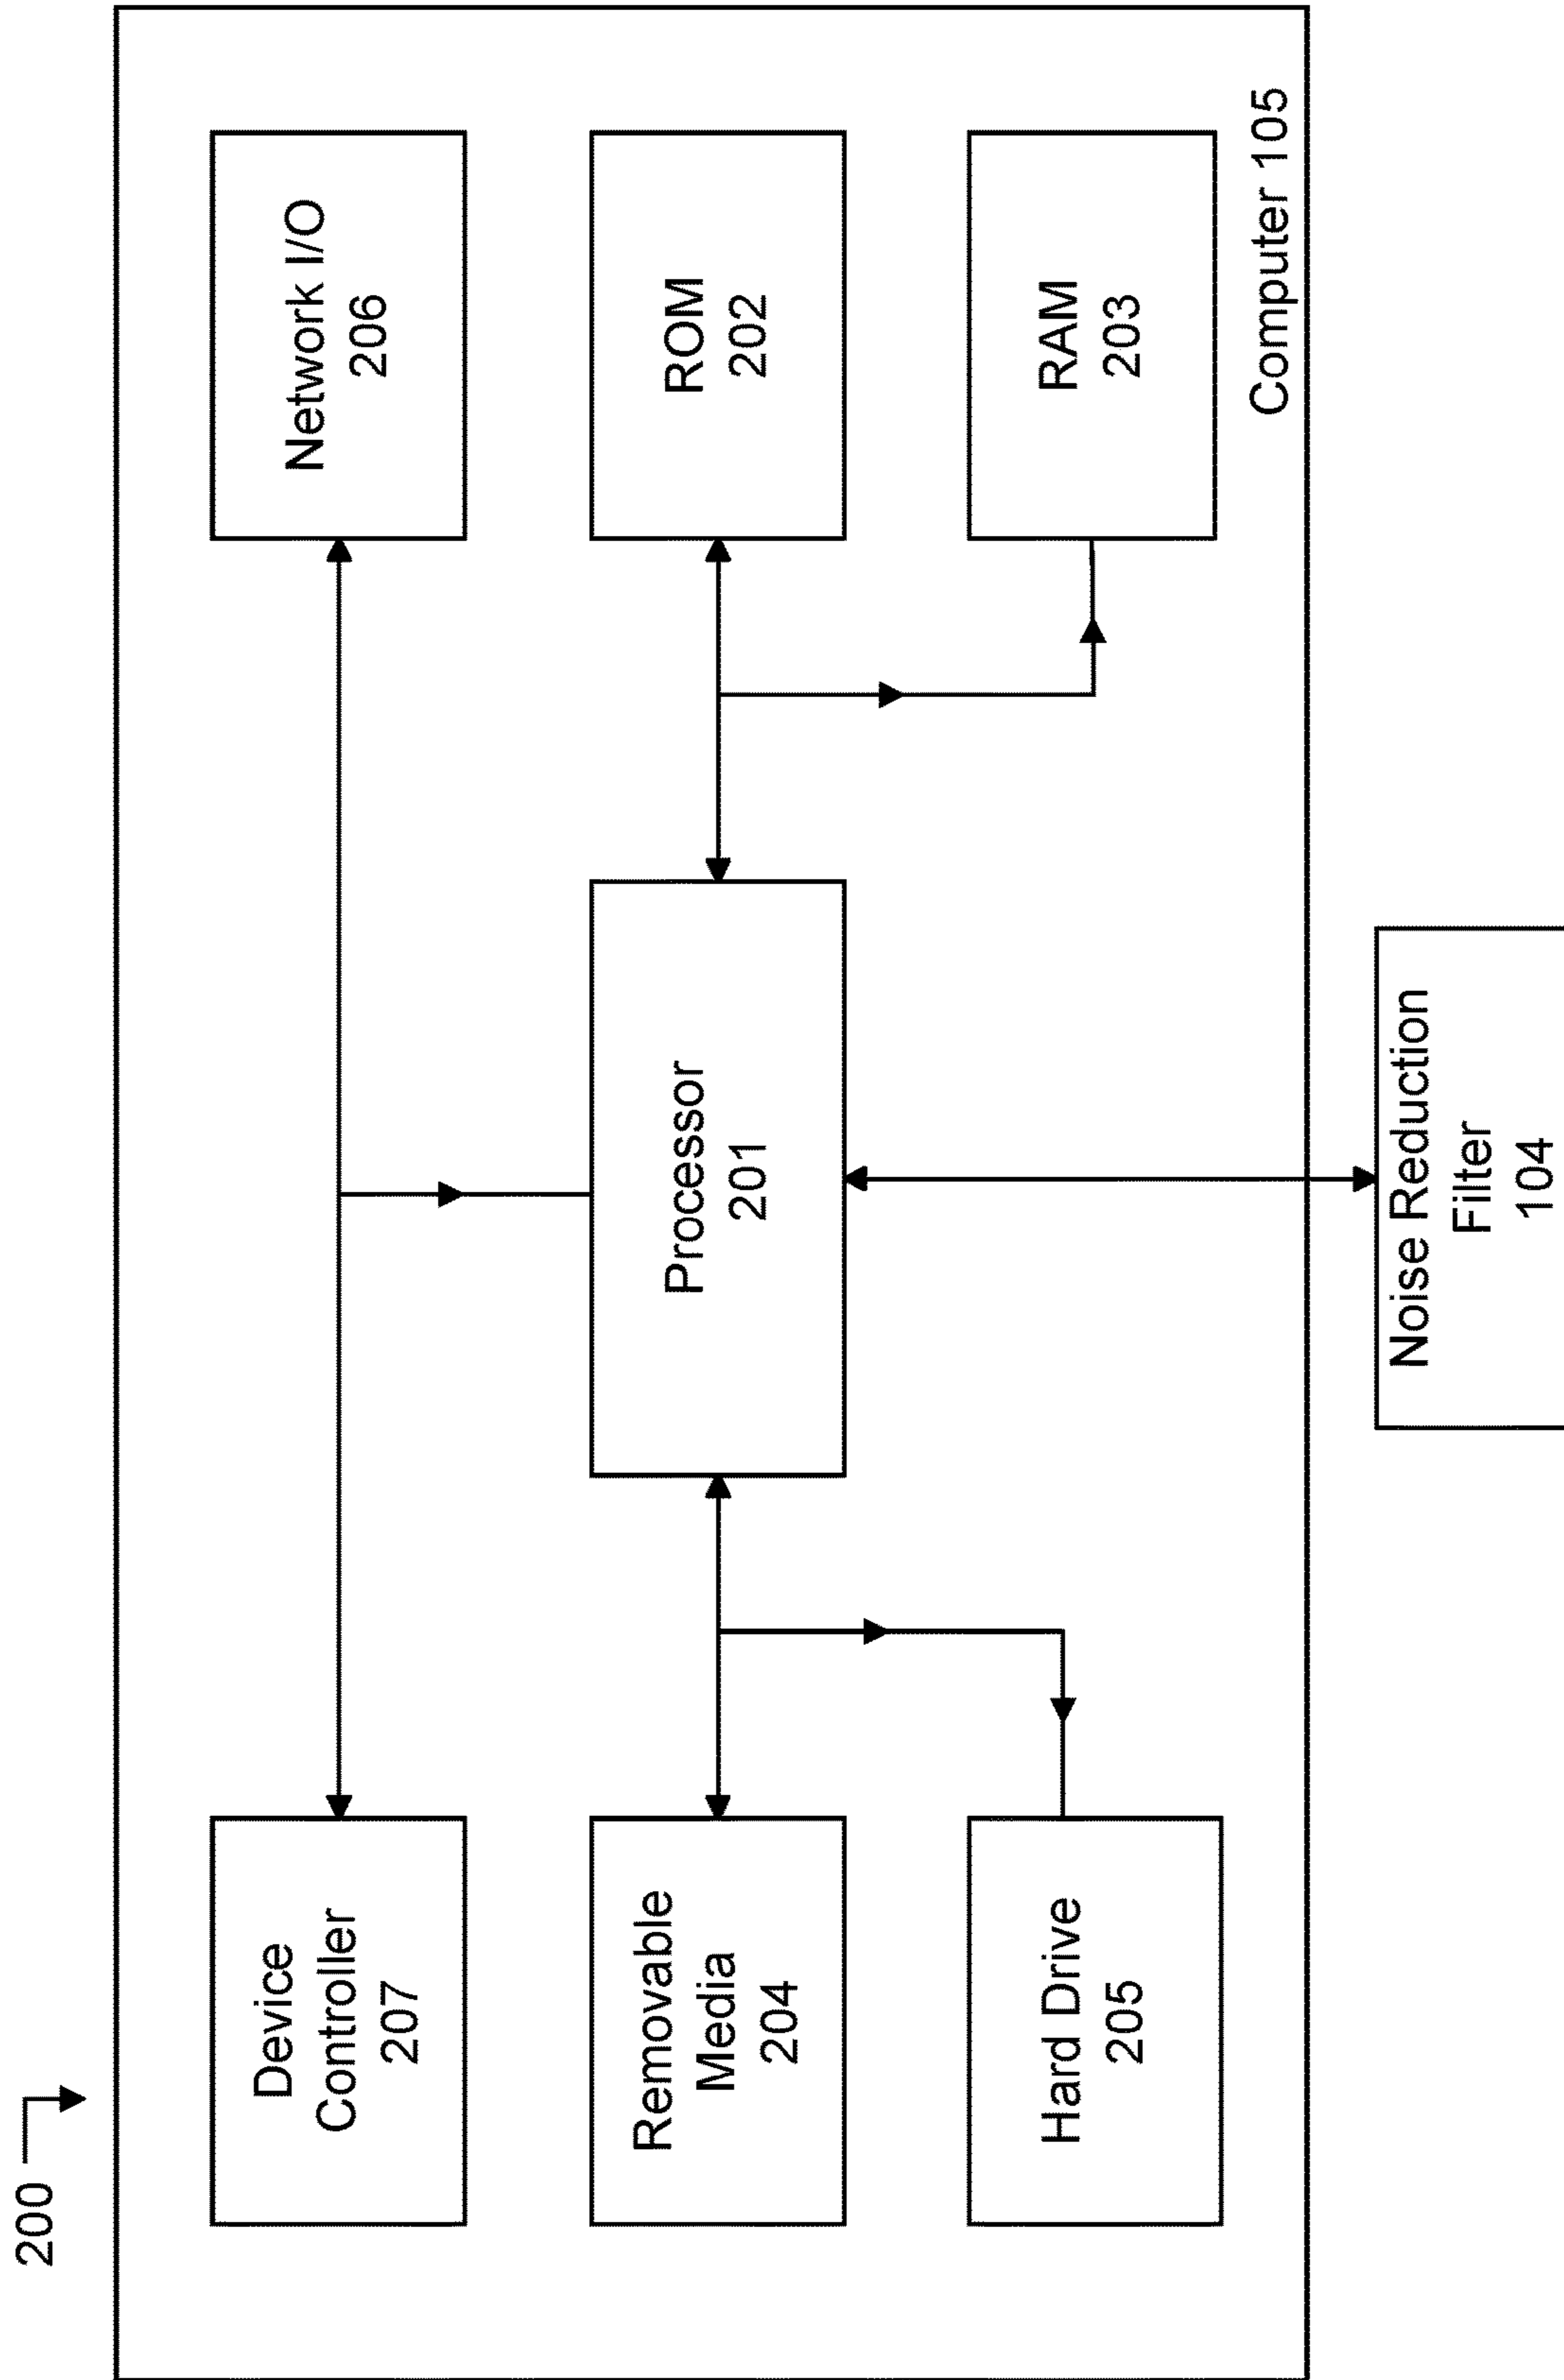 200
Device
Controller
207
Network I/O
206
Removable
Media
204
Processor
201
ROM
202
Hard Drive
205
RAM
203
Computer 105
Noise Reduction
Filter
104